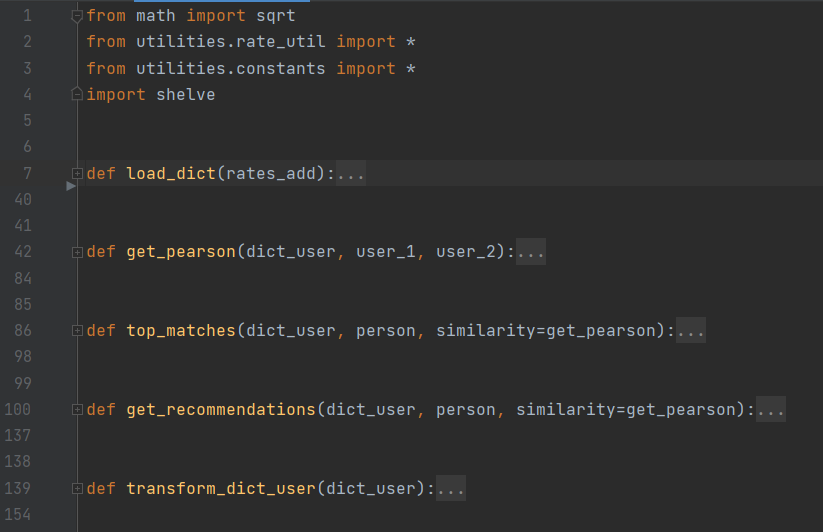 1 from math import sqrt
2 from utilities.rate_util import *
3 from utilities.constants import *
4 import shelve
5
6
7 def load_dict(rates_add):...
40
41
42 def get_pearson(dict_user, user_1, user_2):...
84
85
86 def top_matches(dict_user, person, similarity=get_pearson):...
98
99
100 def get_recommendations(dict_user, person, similarity=get_pearson):...
137
138
139 def transform_dict_user(dict_user):...
154